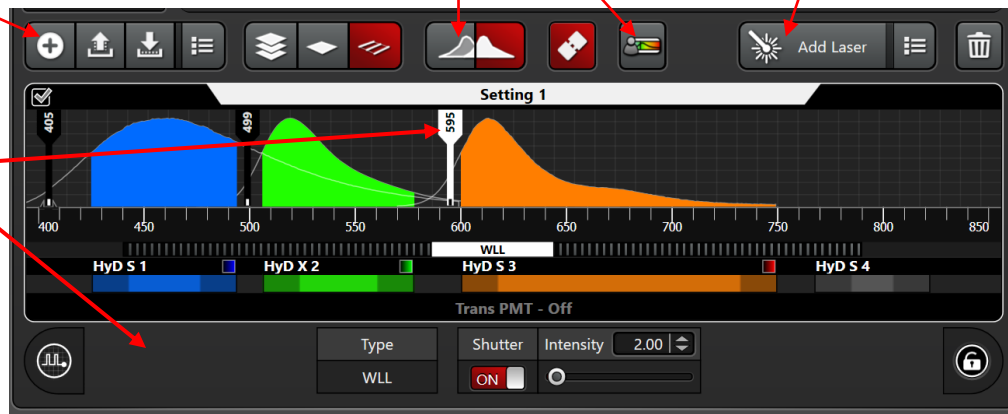 Add Laser
Setting 1
405
499
595
400 450 500 550 600 650 700 750 800 850
WLL
HyD S 1 HyD X 2 HyD S 3 HyD S 4
Trans PMT - Off
Type Shutter Intensity 2.00
WLL ON